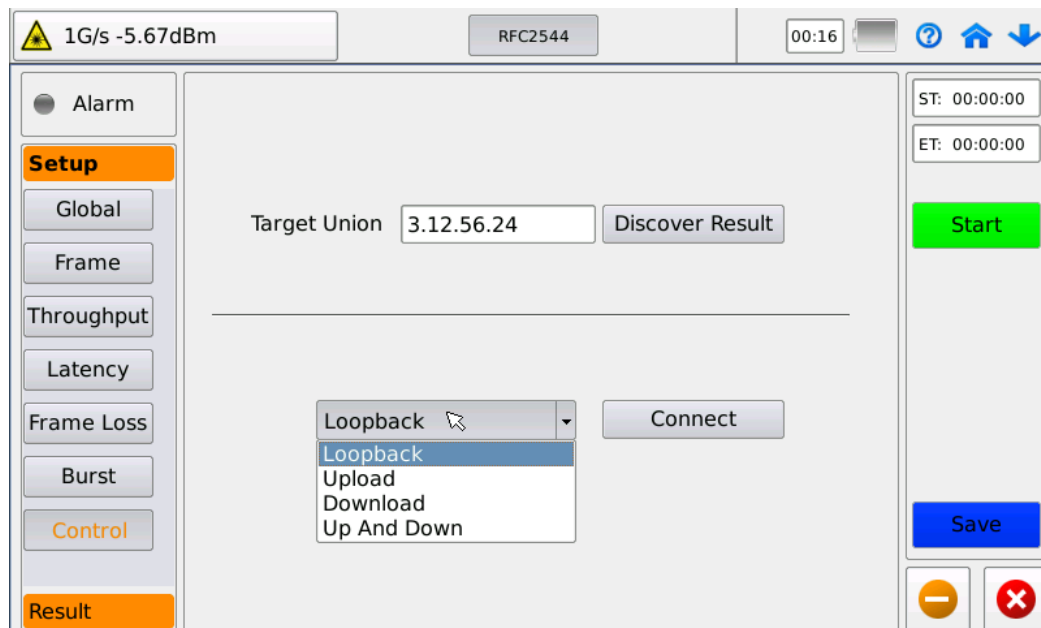 1G/s -5.67dBm
RFC2544
00:16
?
Alarm
Setup
Global
Frame
Throughput
Latency
Frame Loss
Burst
Control
Result
Target Union 3.12.56.24 Discover Result
Loopback Connect
Loopback
Upload
Download
Up And Down
ST: 00:00:00
ET: 00:00:00
Start
Save